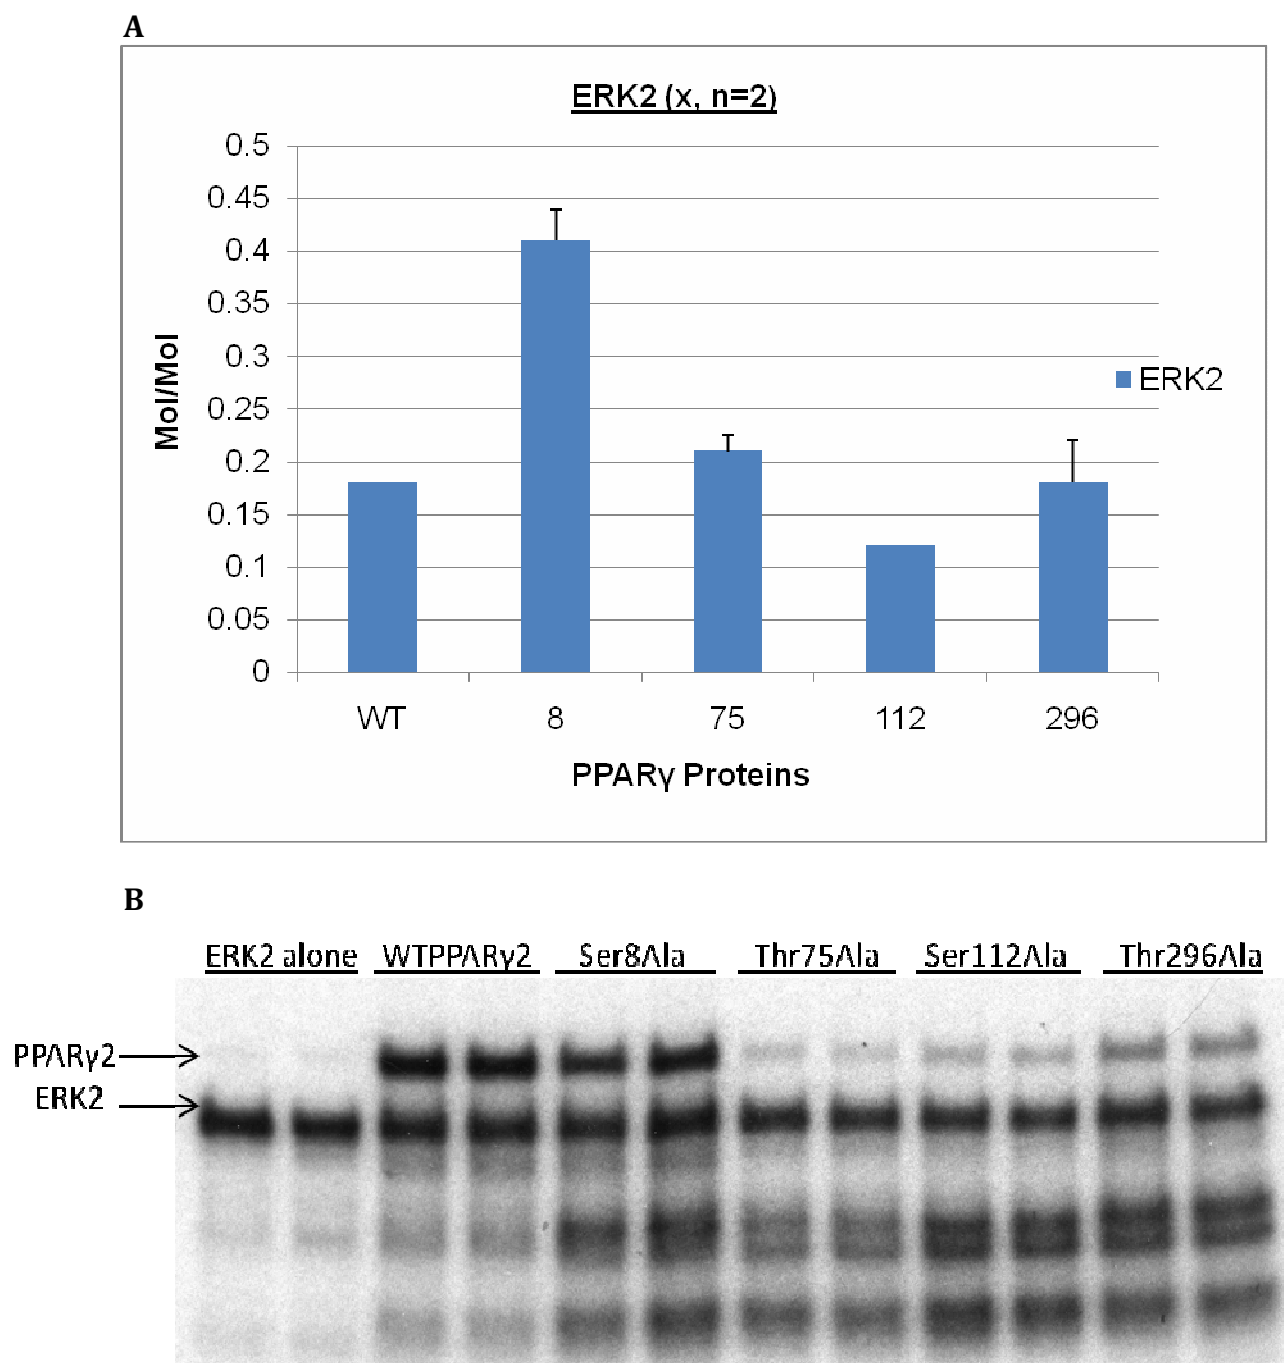 A
ERK2 (x, n=2)
0.5
0.45
0.4
0.35
0.3
0.25
0.2
0.15
0.1
0.05
0
Mol/Mol
ERK2
WT 8 75 112 296
PPARγ Proteins
B
ERK2 alone WTPPARγ2 Ser8Ala Thr75Ala Ser112Ala Thr296Ala
PPARγ2
ERK2